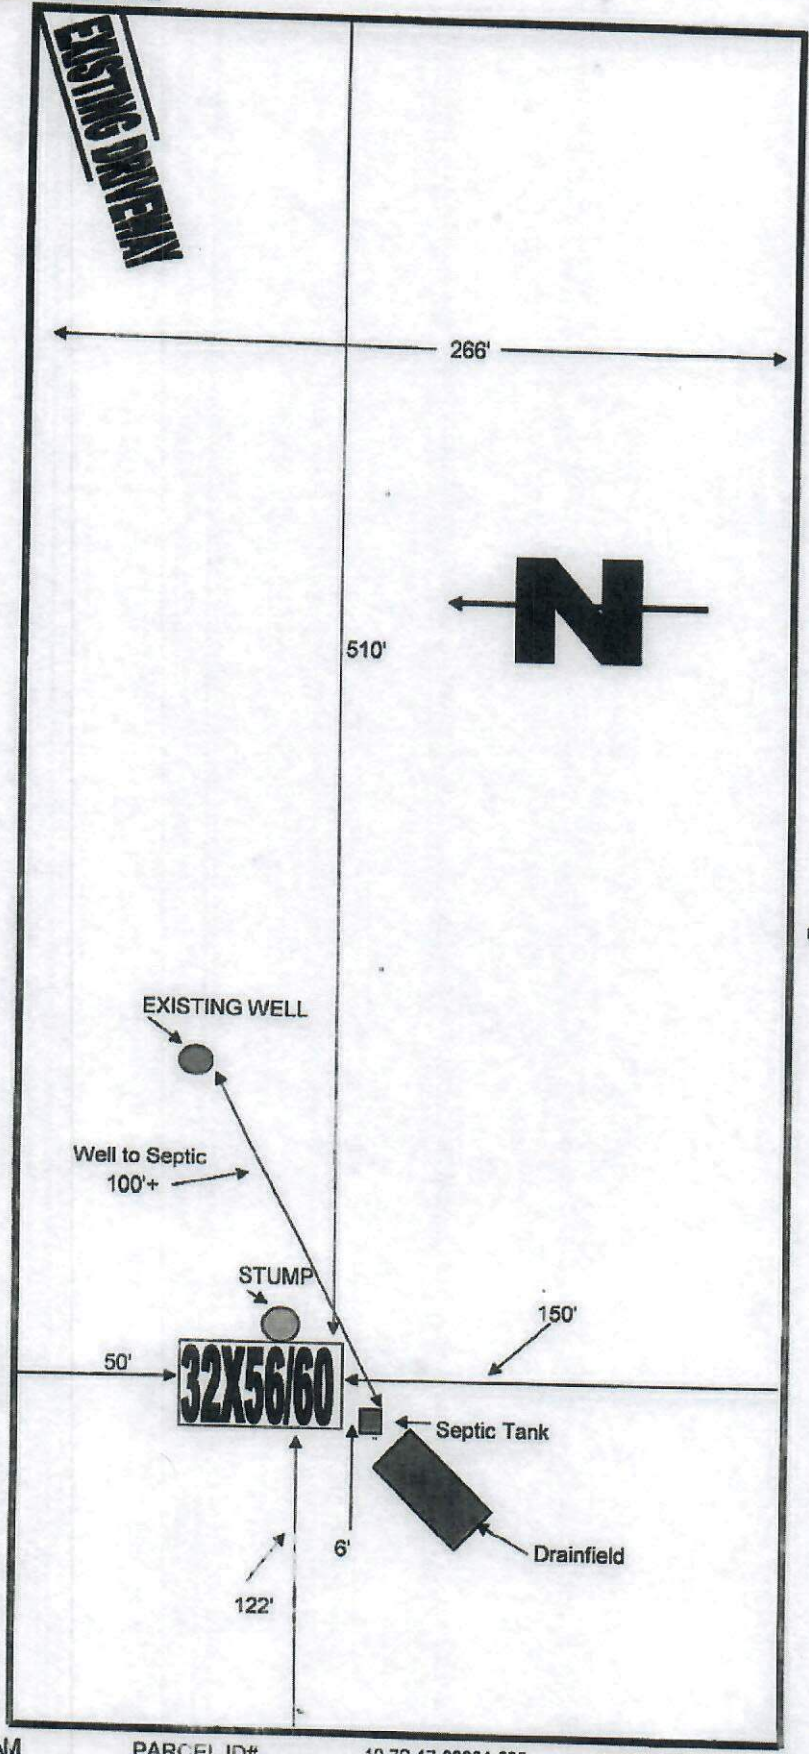 EXISTING DRIVEWAY
266'
N
510'
EXISTING WELL
Well to Septic
100'+
STUMP
150'
50'
32X56/60
Septic Tank
6'
Drainfield
122'
PARCEL ID#